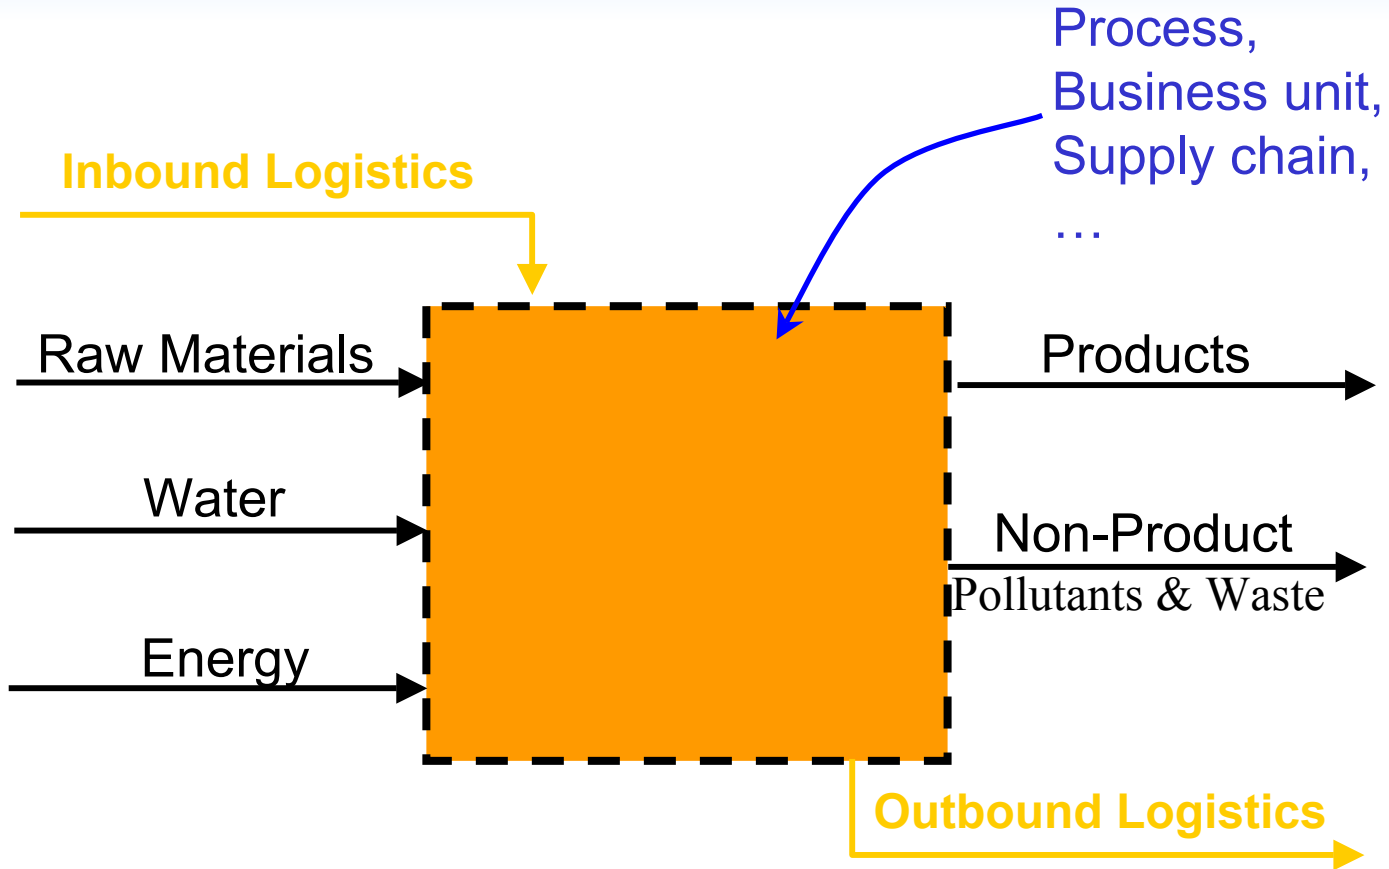 Process,
Business unit,
Supply chain,
…
Inbound Logistics
Raw Materials
Products
Water
Non-Product
Pollutants & Waste
Energy
Outbound Logistics